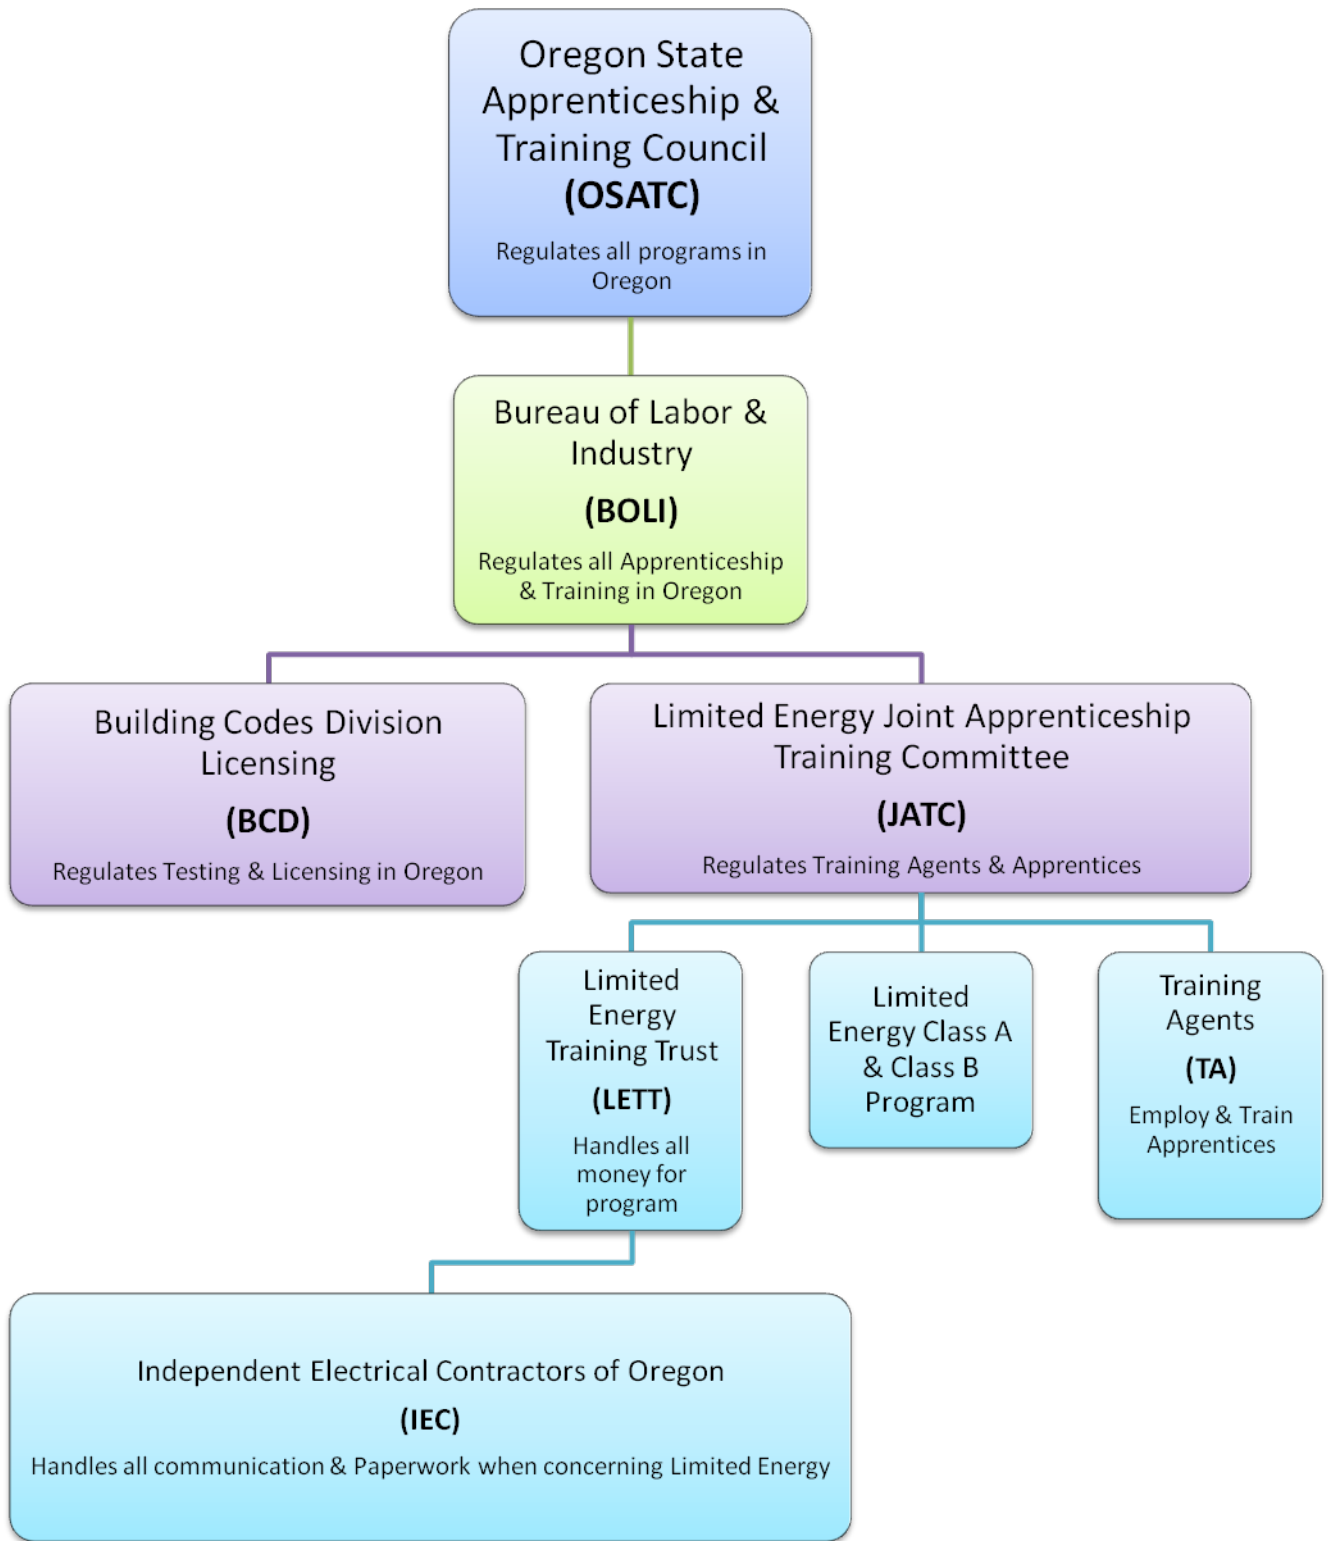 Oregon State
Apprenticeship &
Training Council
(OSATC)
Regulates all programs in
Oregon
Bureau of Labor &
Industry
(BOLI)
Regulates all Apprenticeship
& Training in Oregon
Building Codes Division
Licensing
(BCD)
Regulates Testing & Licensing in Oregon
Limited Energy Joint Apprenticeship
Training Committee
(JATC)
Regulates Training Agents & Apprentices
Limited
Energy
Training Trust
(LETT)
Handles all
money for
program
Limited
Energy Class A
& Class B
Program
Training
Agents
(TA)
Employ & Train
Apprentices
Independent Electrical Contractors of Oregon
(IEC)
Handles all communication & Paperwork when concerning Limited Energy